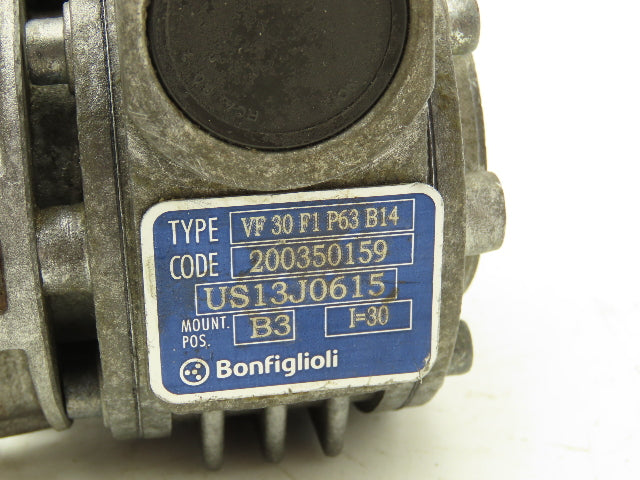 TYPE VF 30 F1 P63 B14
CODE 200350159
US13J0615
MOUNT. POS. B3 I=30
Bonfiglioli